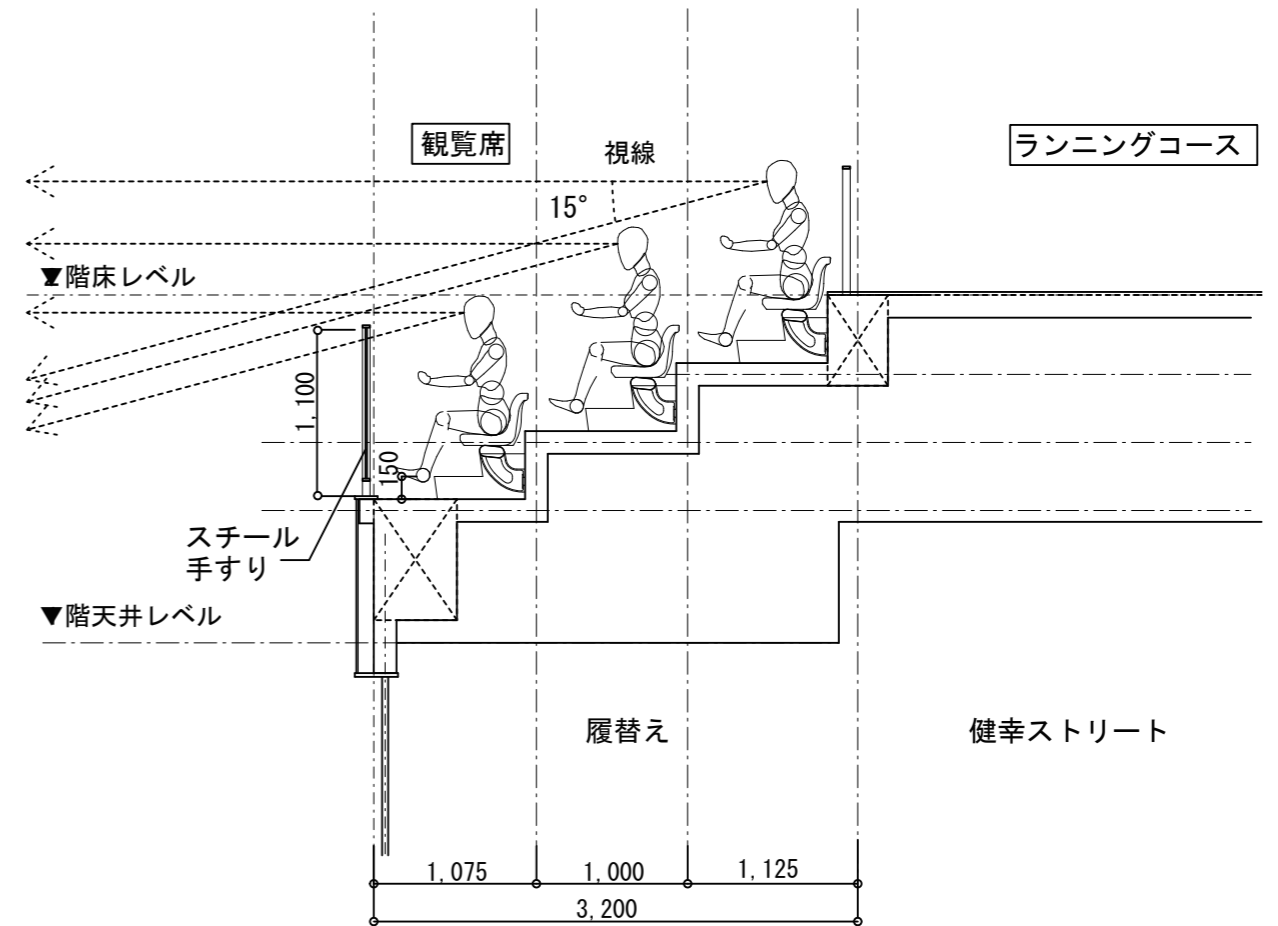 観覧席
視線
ランニングコース
15°
▼階床レベル
1,100
150
スチール
手すり
▼階天井レベル
履替え
健幸ストリート
1,075
1,000
1,125
3,200